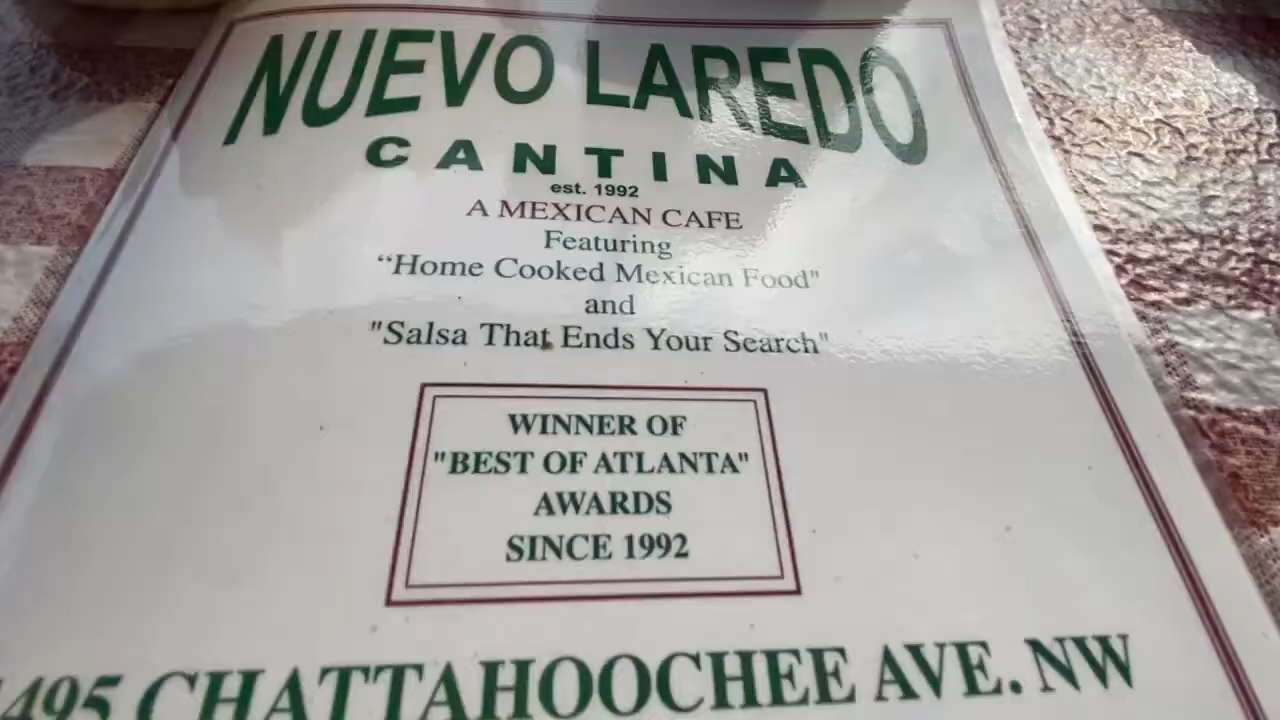 NUEVO LAREDO
CANTINA
est. 1992
A MEXICAN CAFE
Featuring
“Home Cooked Mexican Food"
and
"Salsa That Ends Your Search"
WINNER OF
"BEST OF ATLANTA"
AWARDS
SINCE 1992
495 CHATTAHOOCHEE AVE. NW